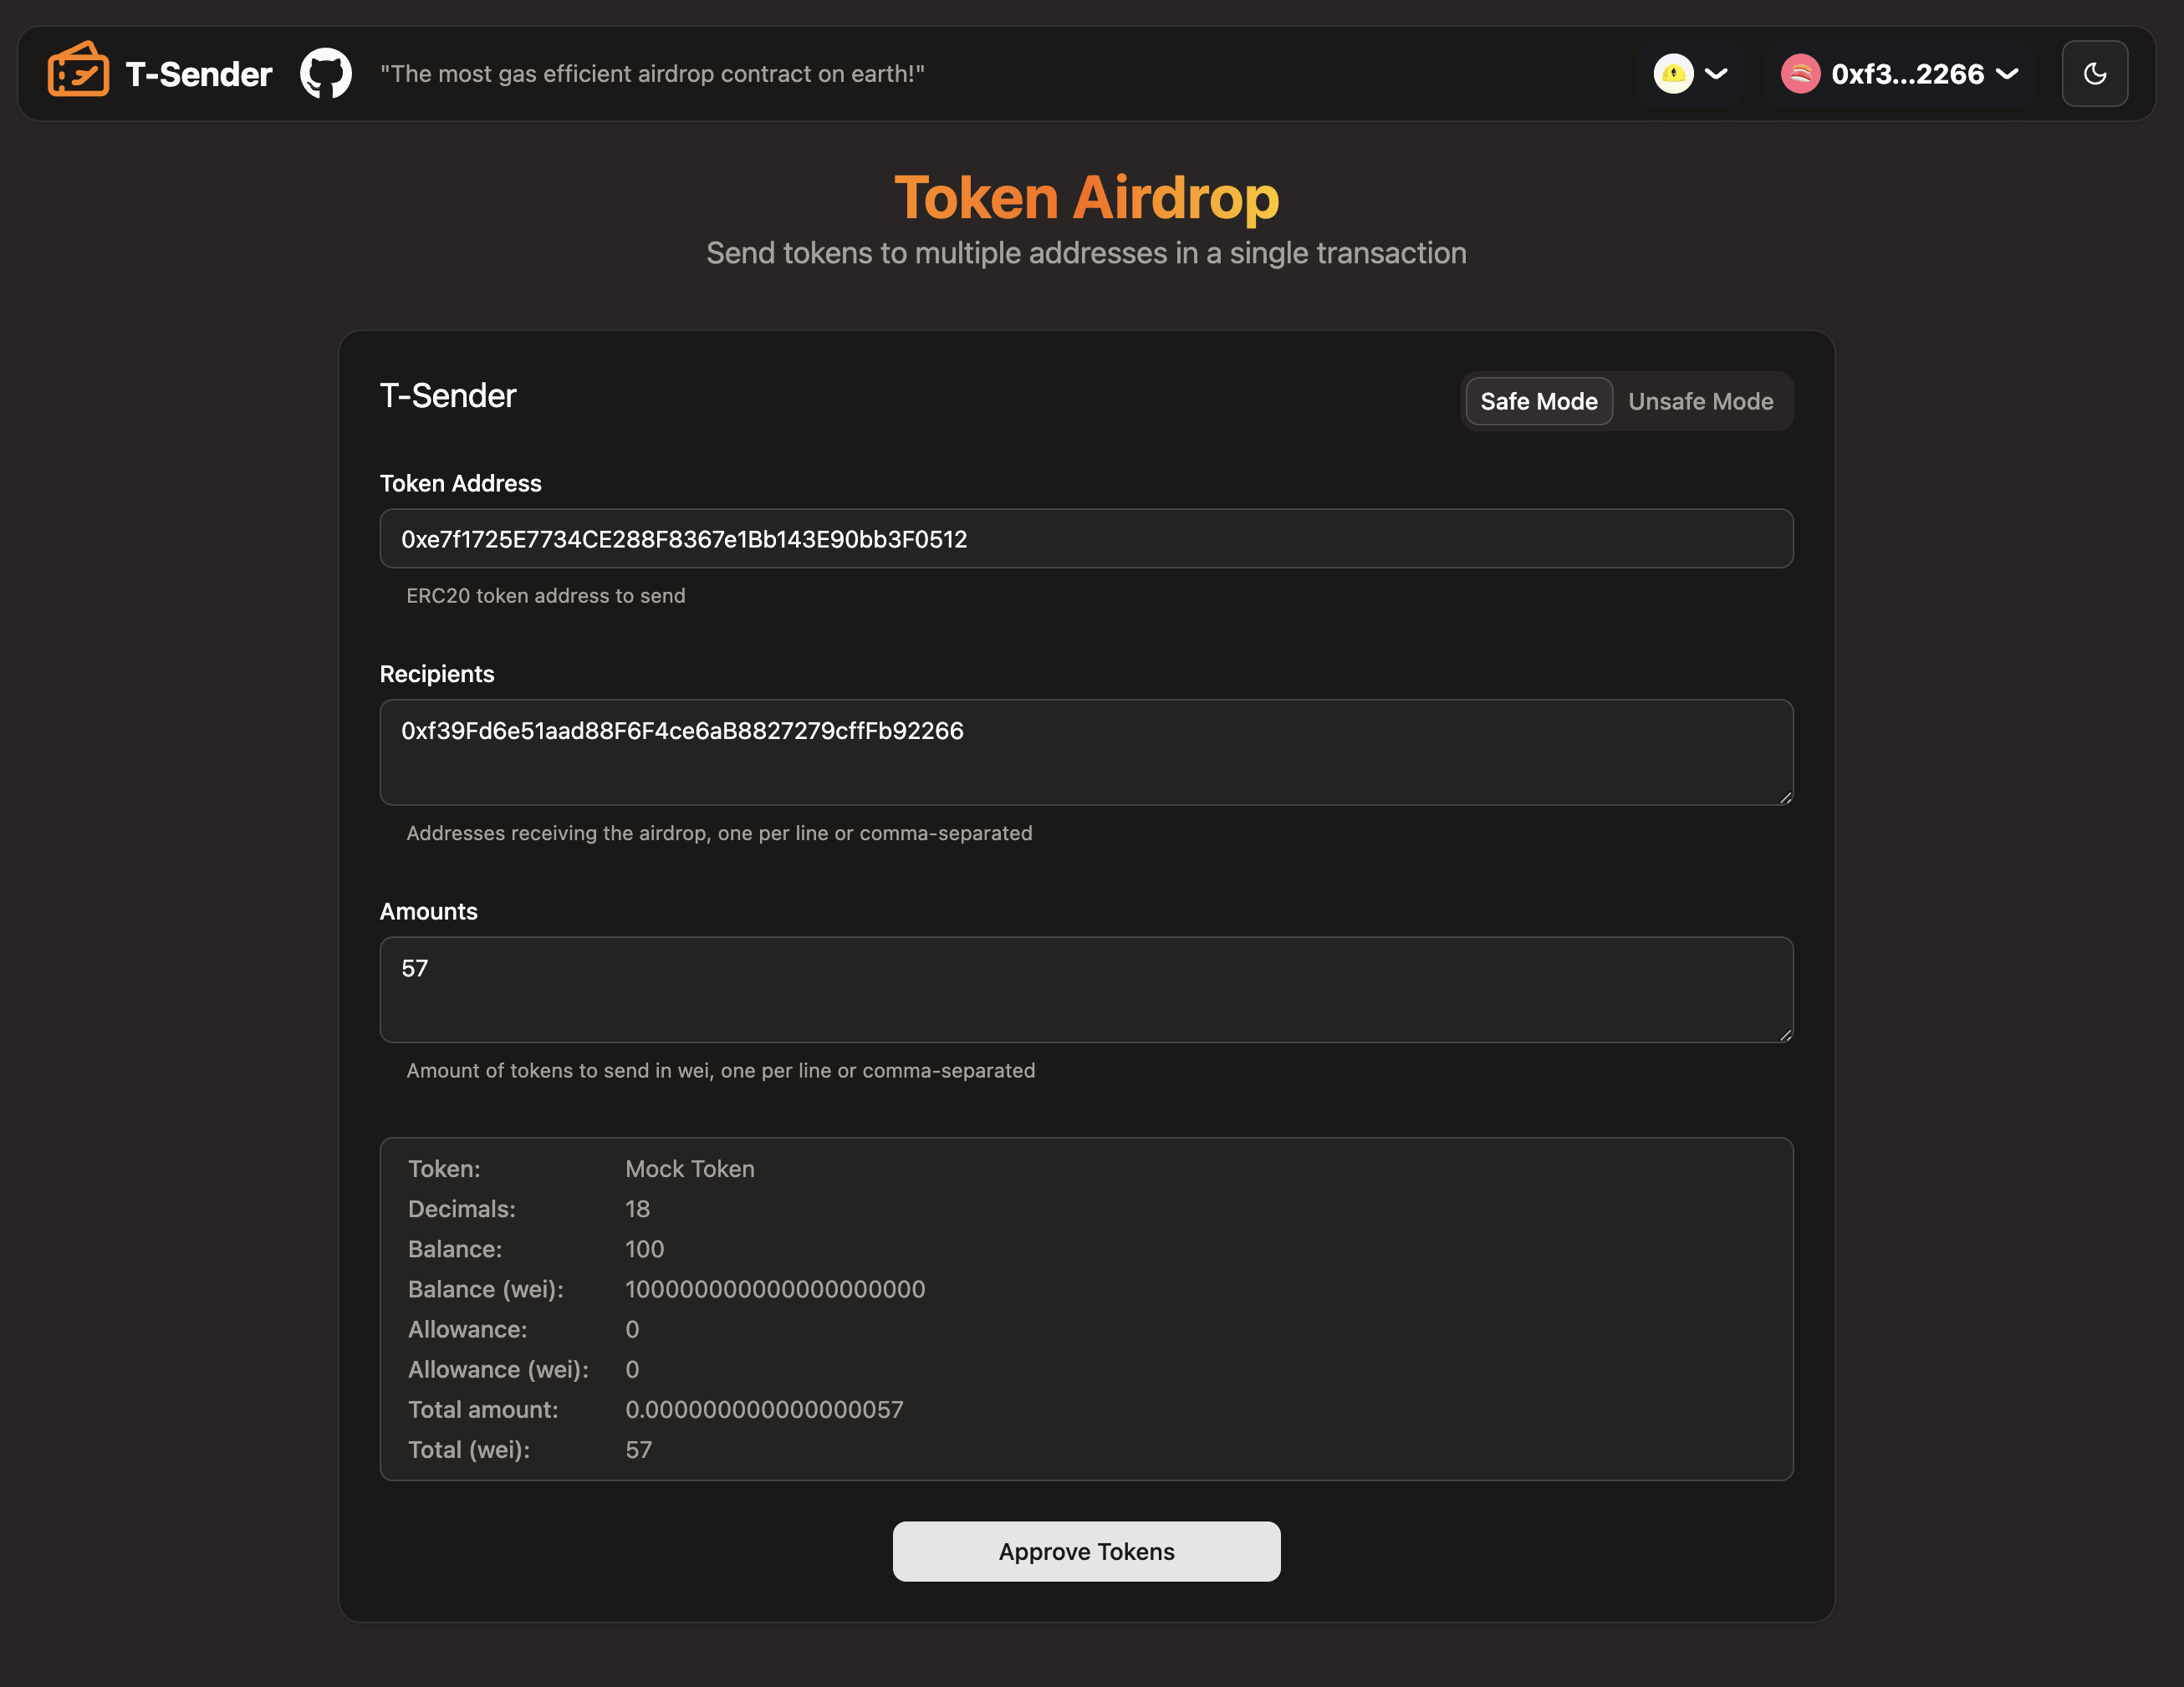 T-Sender "The most gas efficient airdrop contract on earth!" 0xf3...2266
Token Airdrop
Send tokens to multiple addresses in a single transaction
T-Sender Safe Mode Unsafe Mode
Token Address
0xe7f1725E7734CE288F8367e1Bb143E90bb3F0512
ERC20 token address to send
Recipients
0xf39Fd6e51aad88F6F4ce6aB8827279cffFb92266
Addresses receiving the airdrop, one per line or comma-separated
Amounts
57
Amount of tokens to send in wei, one per line or comma-separated
Token: Mock Token
Decimals: 18
Balance: 100
Balance (wei): 100000000000000000000
Allowance: 0
Allowance (wei): 0
Total amount: 0.000000000000000057
Total (wei): 57
Approve Tokens